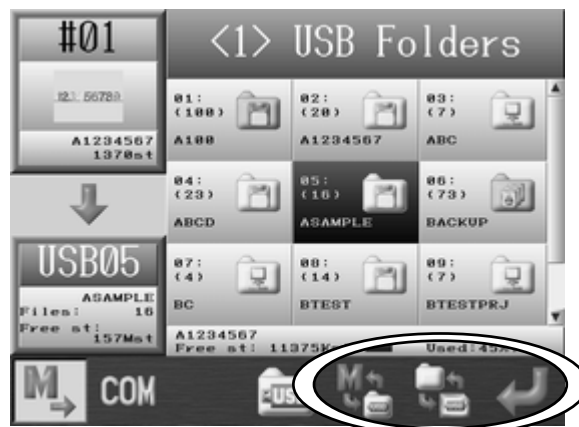 #01
<1> USB Folders
A1234567
1370st
01:
(100)
A100
02:
(20)
A1234567
03:
(7)
ABC
04:
(23)
ABCD
05:
(16)
ASAMPLE
06:
(73)
BACKUP
USB05
ASAMPLE
Files: 16
Free st:
157Mst
07:
(4)
BC
08:
(14)
BTEST
09:
(7)
BTESTPRJ
A1234567
Free st: 11375K
Used:45
M
COM
US
M